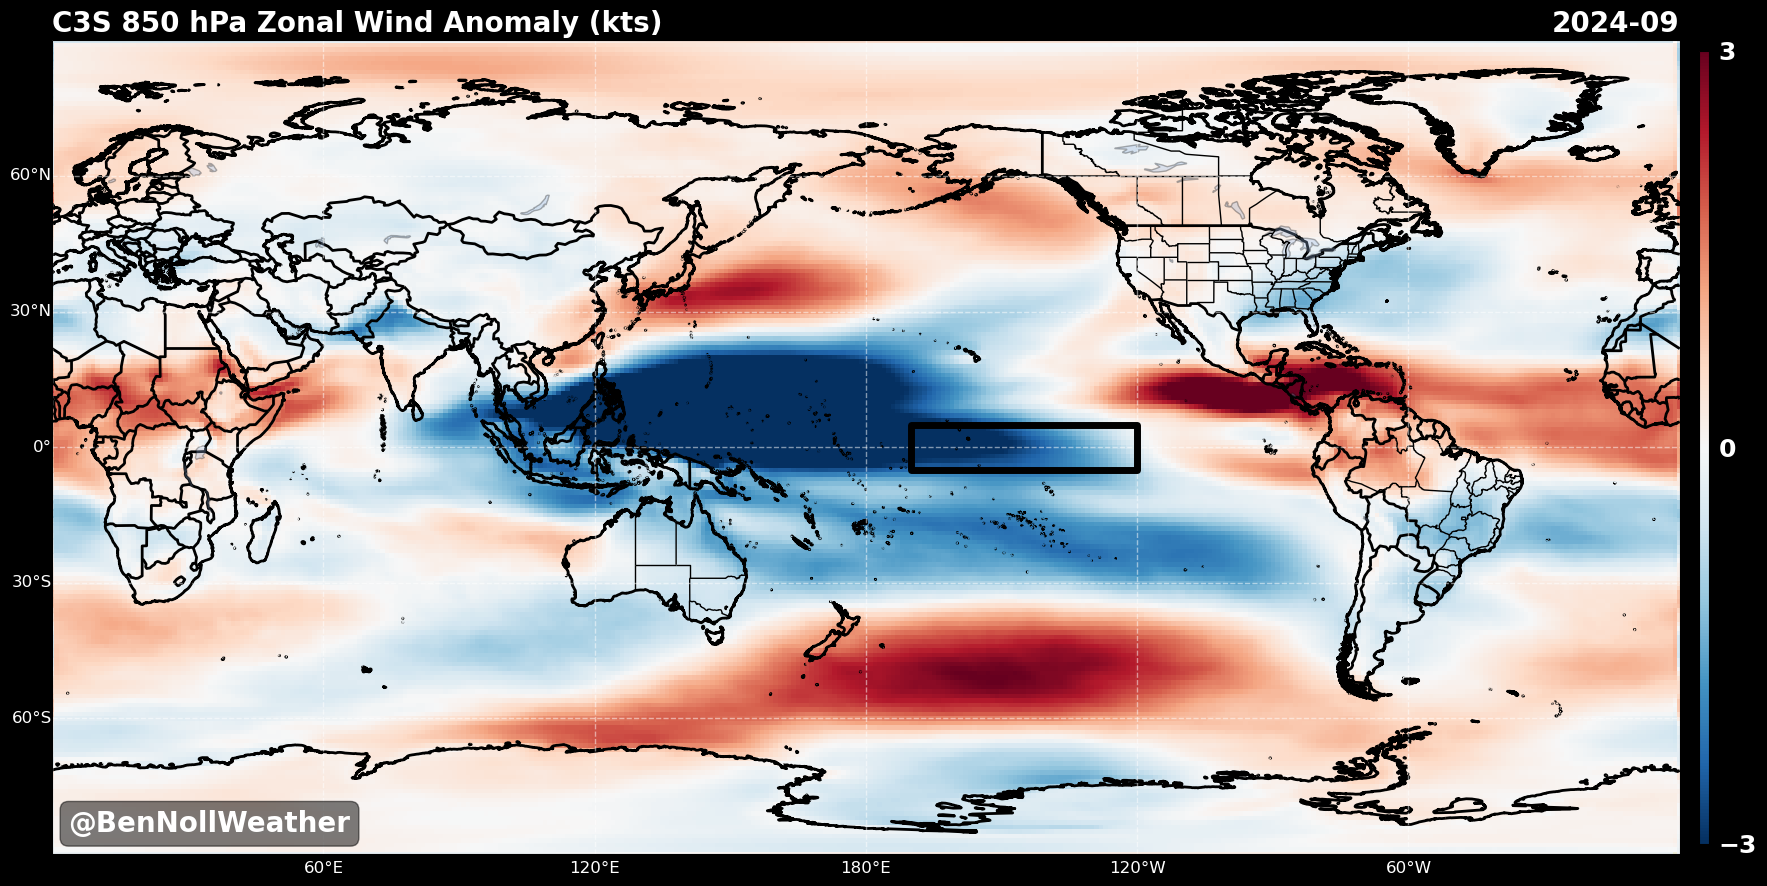 C3S 850 hPa Zonal Wind Anomaly (kts)
2024-09
3
60°N
30°N
0°
0
30°S
60°S
@BenNollWeather
−3
60°E
120°E
180°E
120°W
60°W